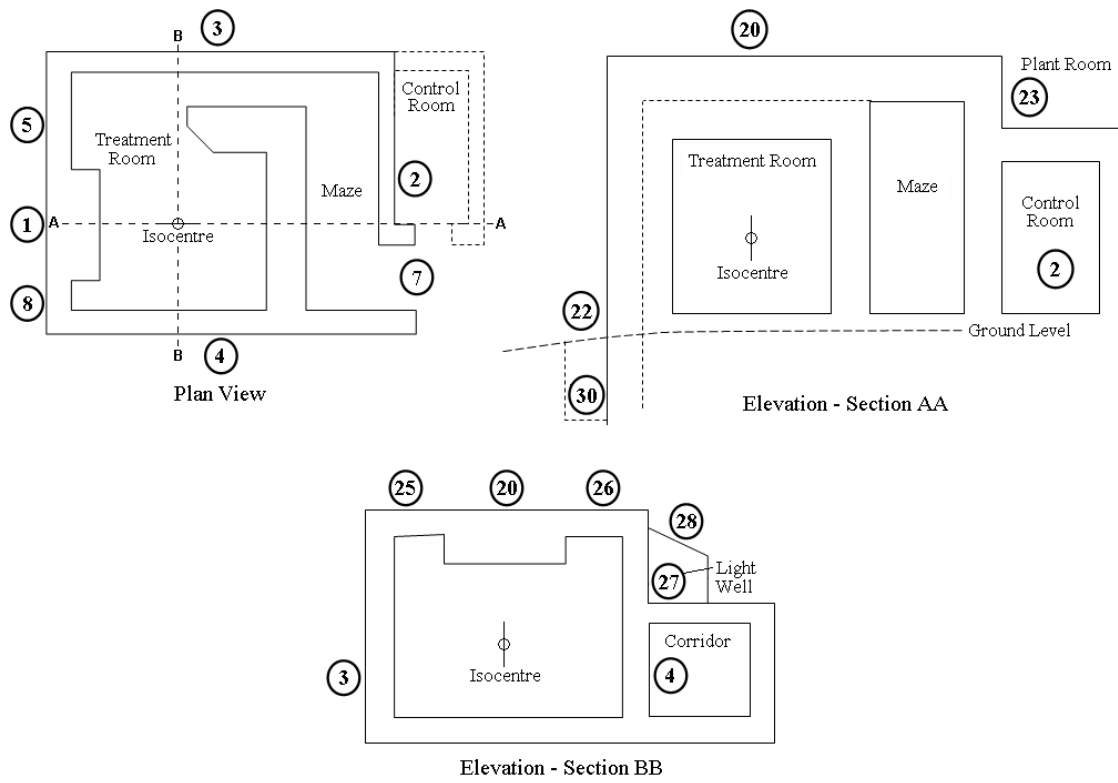 3
B
Control
Room
5
Treatment
Room
2
Maze
1
A
A
Isocentre
7
8
B
4
Plan View
20
Plant Room
23
Treatment Room
Maze
Control
Room
Isocentre
2
22
Ground Level
30
Elevation - Section AA
25
20
26
28
27
Light
Well
Corridor
3
Isocentre
4
Elevation - Section BB